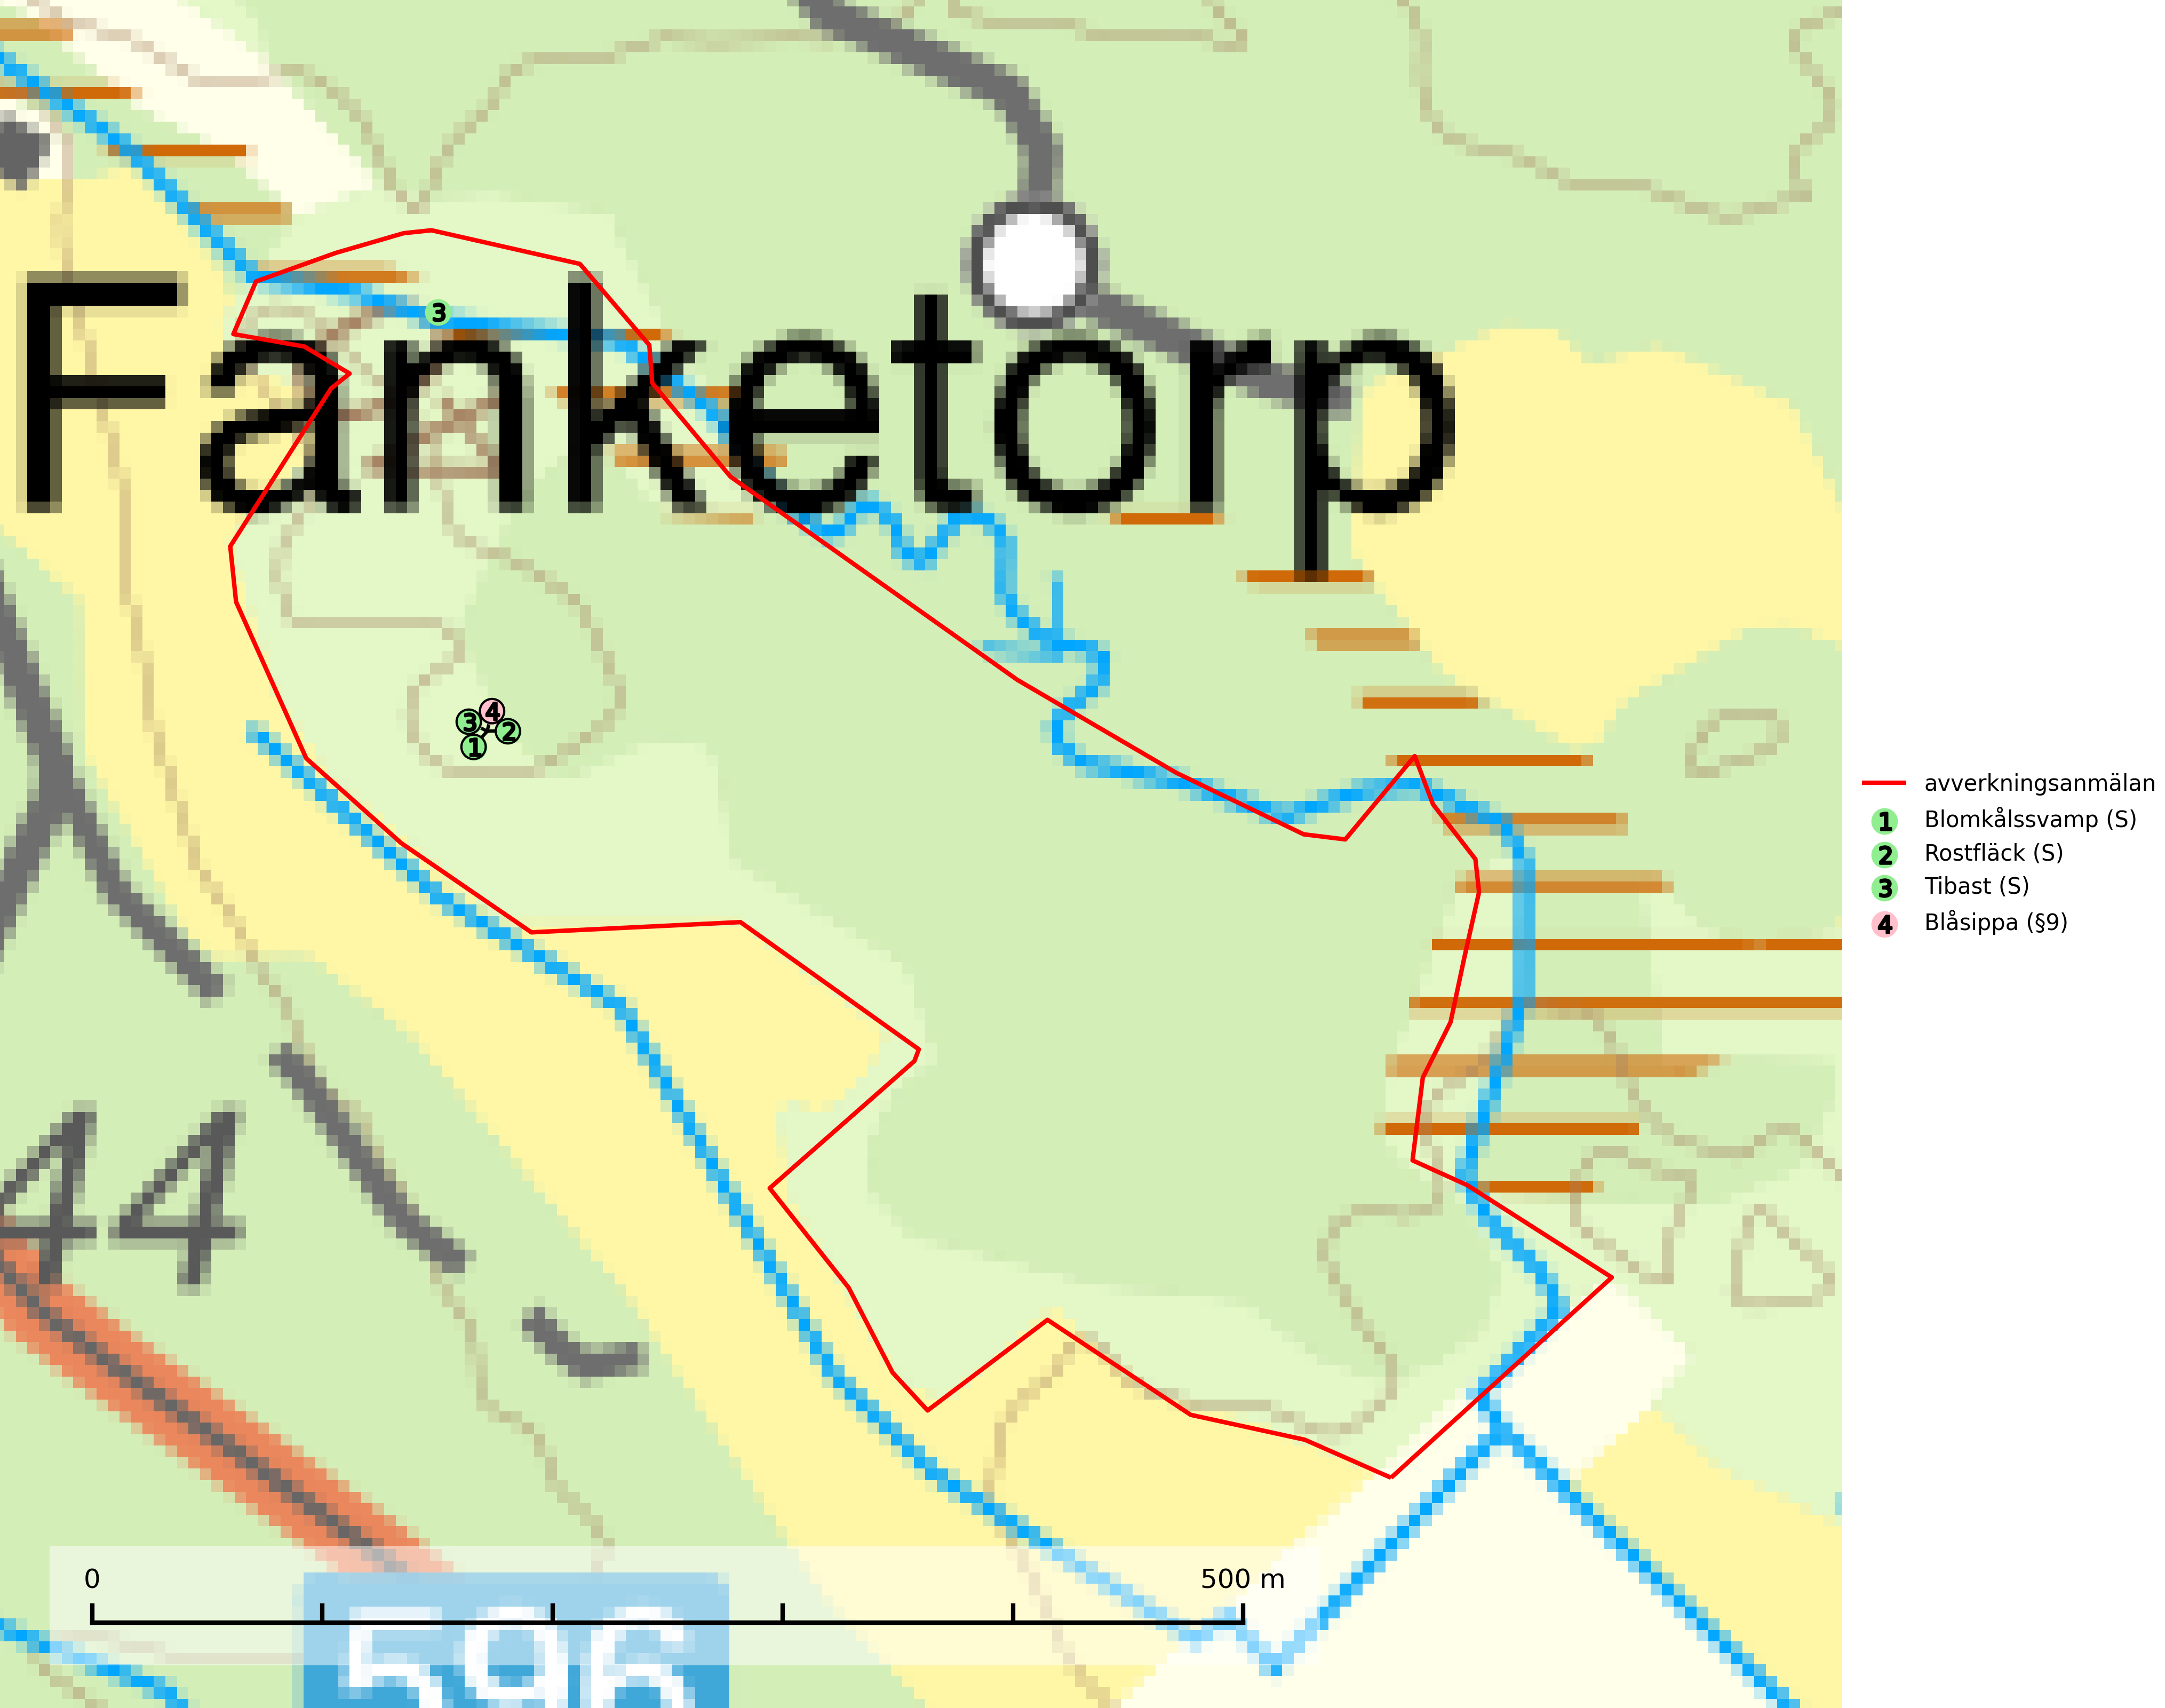 3
Fanketorp
4
3
2
1
avverkningsanmälan
1 Blomkålssvamp (S)
2 Rostfläck (S)
3 Tibast (S)
4 Blåsippa (§9)
44
0
500 m
596